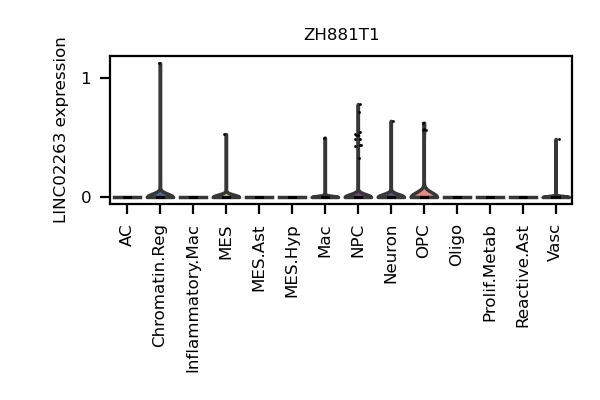 ZH881T1
LINC02263 expression
1
0
AC
Chromatin.Reg
Inflammatory.Mac
MES
MES.Ast
MES.Hyp
Mac
NPC
Neuron
OPC
Oligo
Prolif.Metab
Reactive.Ast
Vasc